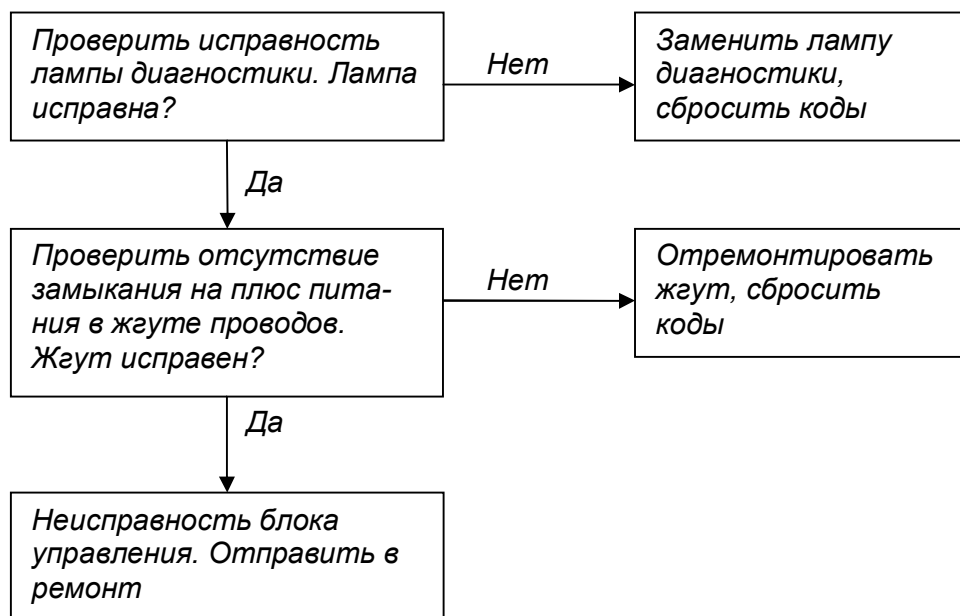 Проверить исправность
лампы диагностики. Лампа
исправна?
Нет
Заменить лампу
диагностики,
сбросить коды
Да
Проверить отсутствие
замыкания на плюс пита-
ния в жгуте проводов.
Жгут исправен?
Нет
Отремонтировать
жгут, сбросить
коды
Да
Неисправность блока
управления. Отправить в
ремонт